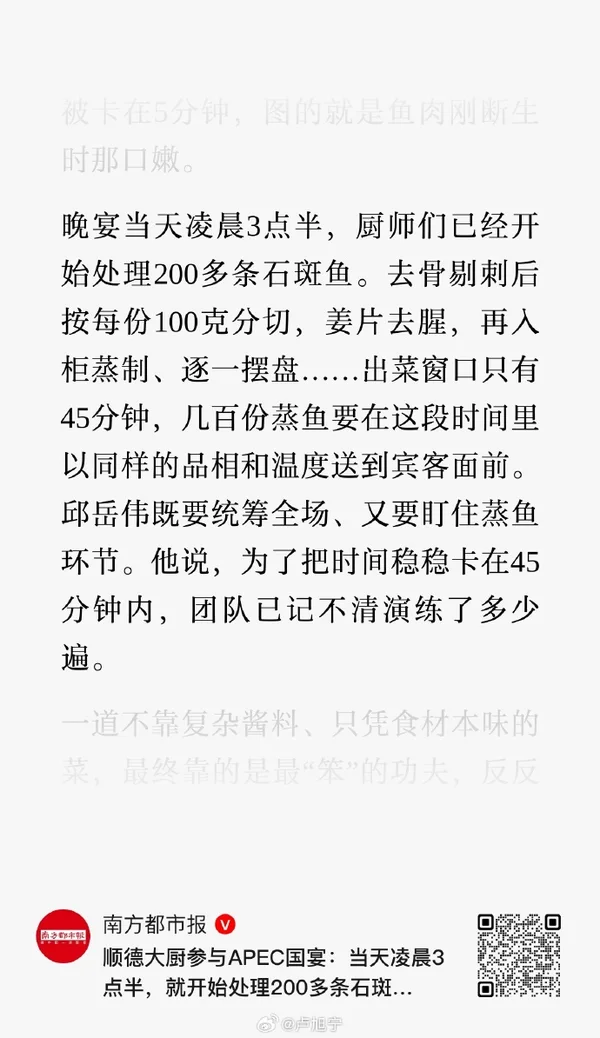 被卡在5分钟，图的就是鱼肉刚断生
时那口嫩。
晚宴当天凌晨3点半，厨师们已经开
始处理200多条石斑鱼。去骨剔刺后
按每份100克分切，姜片去腥，再入
柜蒸制、逐一摆盘……出菜窗口只有
45分钟，几百份蒸鱼要在这段时间里
以同样的品相和温度送到宾客面前。
邱岳伟既要统筹全场、又要盯住蒸鱼
环节。他说，为了把时间稳稳卡在45
分钟内，团队已记不清演练了多少
遍。
一道不靠复杂酱料、只凭食材本味的
菜，最终靠的是最“笨”的功夫，反反
南方都市报
南方都市报 V
顺德大厨参与APEC国宴：当天凌晨3
点半，就开始处理200多条石斑...
@卢旭宁